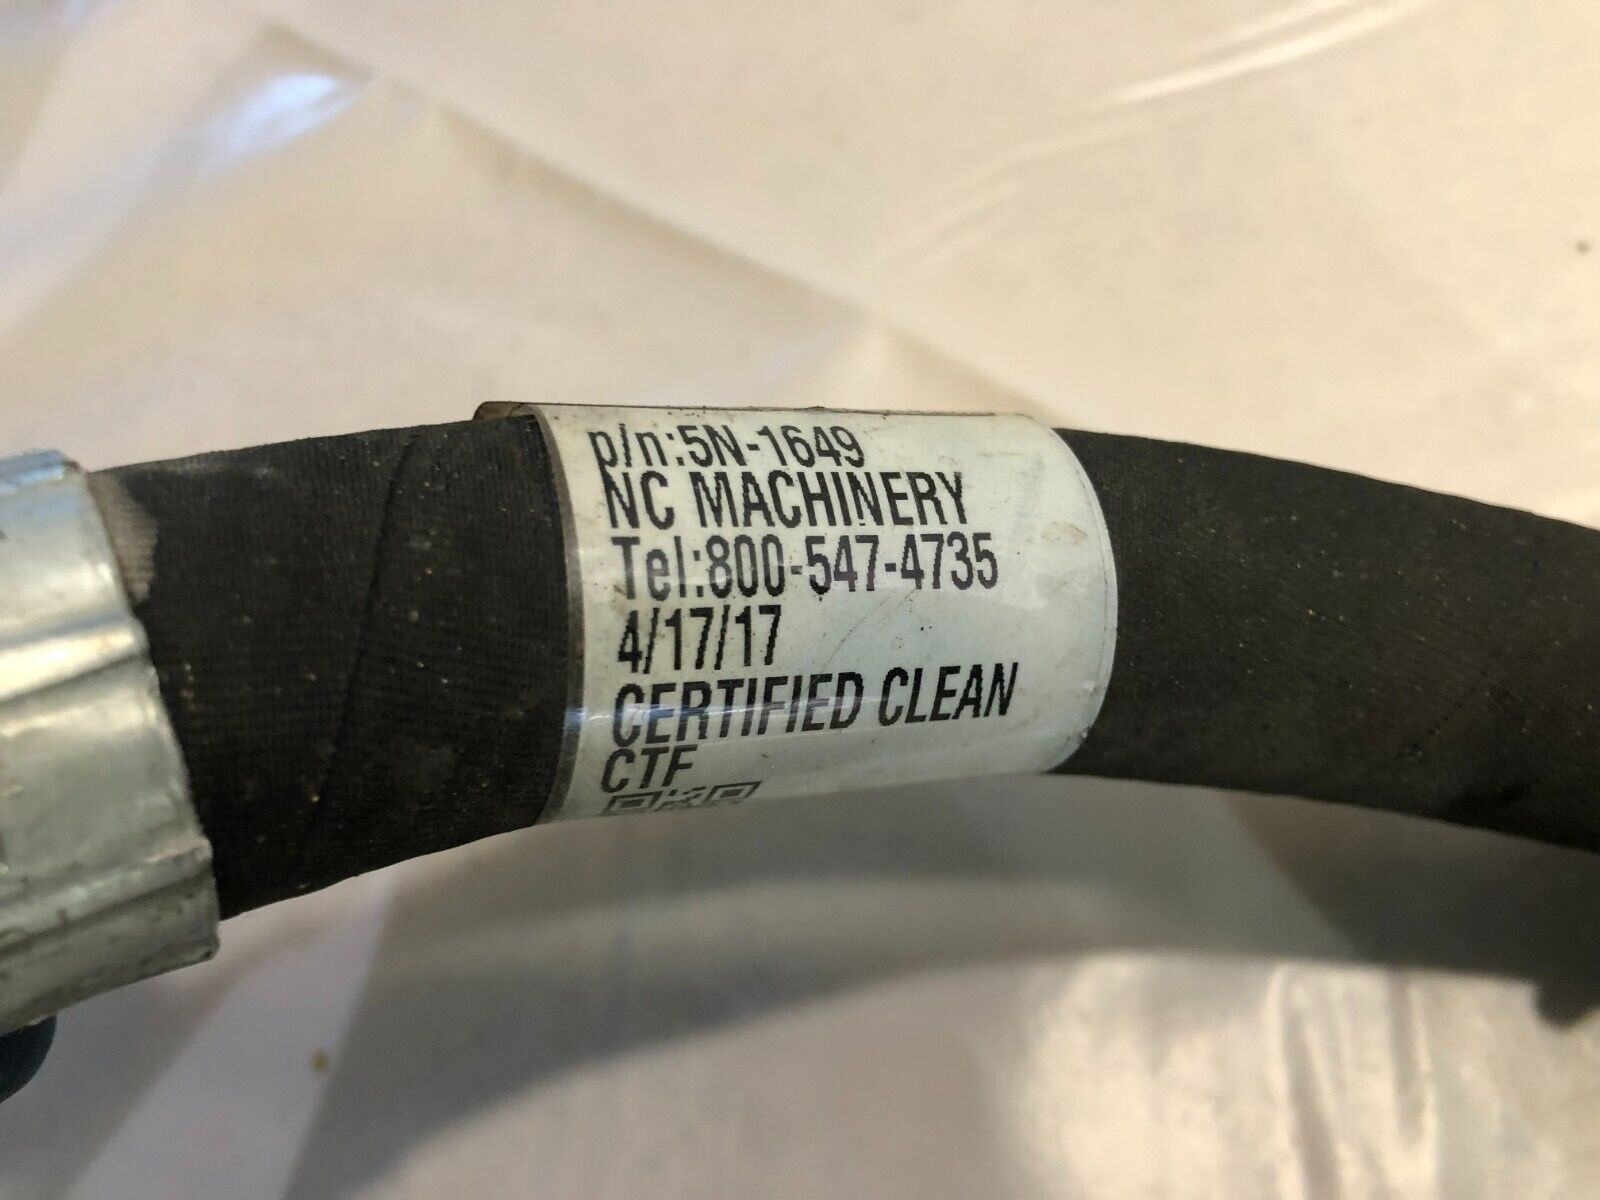 p/n:5N-1649
NC MACHINERY
Tel:800-547-4735
4/17/17
CERTIFIED CLEAN
CTF